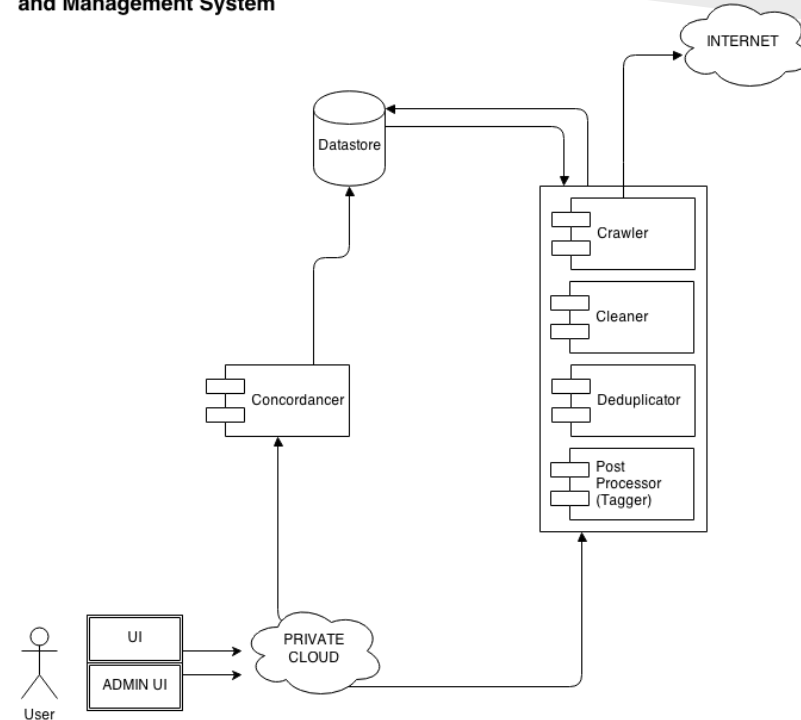 and Management System
INTERNET
Datastore
Crawler
Cleaner
Concordancer
Deduplicator
Post
Processor
(Tagger)
UI
PRIVATE
CLOUD
ADMIN UI
User